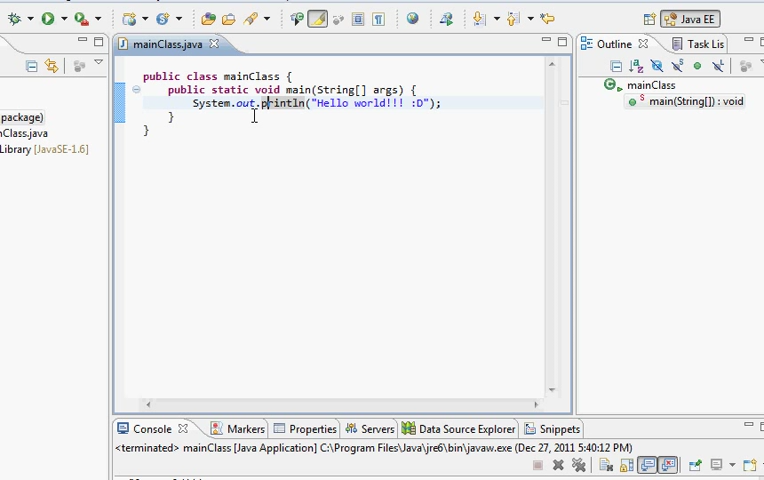 Java EE
mainClass.java
Outline
Task Lis
public class mainClass {
public static void main(String[] args) {
System.out.println("Hello world!!! :D");
}
}
mainClass
main(String[]) : void
package)
nClass.java
Library [JavaSE-1.6]
Console
Markers
Properties
Servers
Data Source Explorer
Snippets
<terminated> mainClass [Java Application] C:\Program Files\Java\jre6\bin\javaw.exe (Dec 27, 2011 5:40:12 PM)